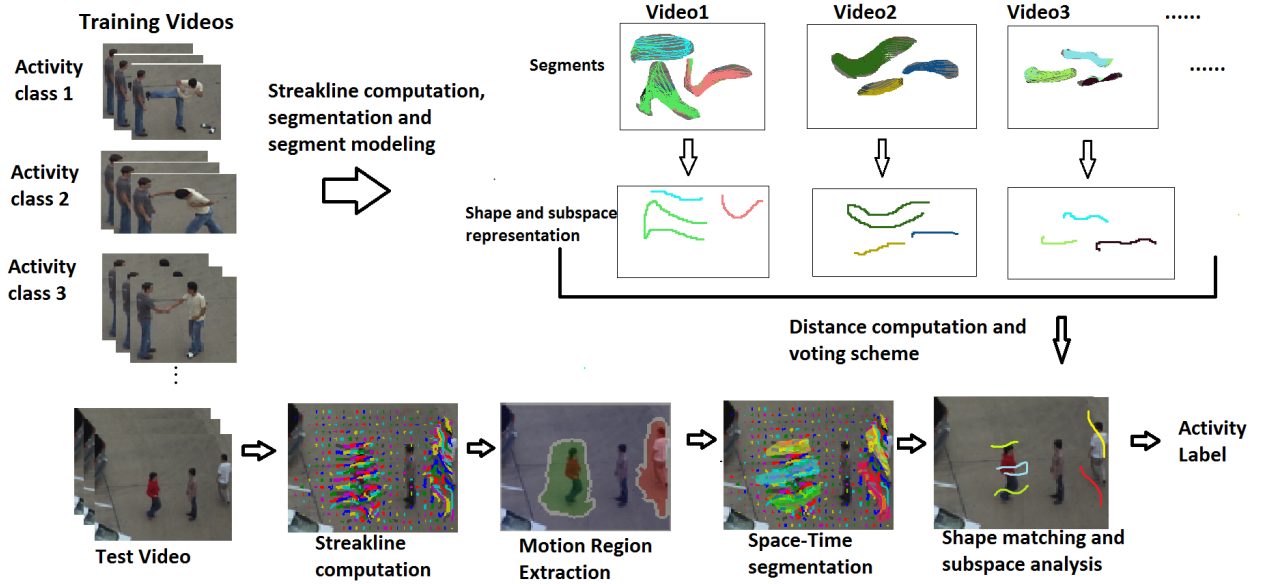 Training Videos
Activity
class 1
Activity
class 2
Activity
class 3
Streakline computation,
segmentation and
segment modeling
Video1
Video2
Video3
......
Segments
......
Shape and subspace
representation
Distance computation and
voting scheme
Test Video
Streakline
computation
Motion Region
Extraction
Space-Time
segmentation
Shape matching and
subspace analysis
Activity
Label